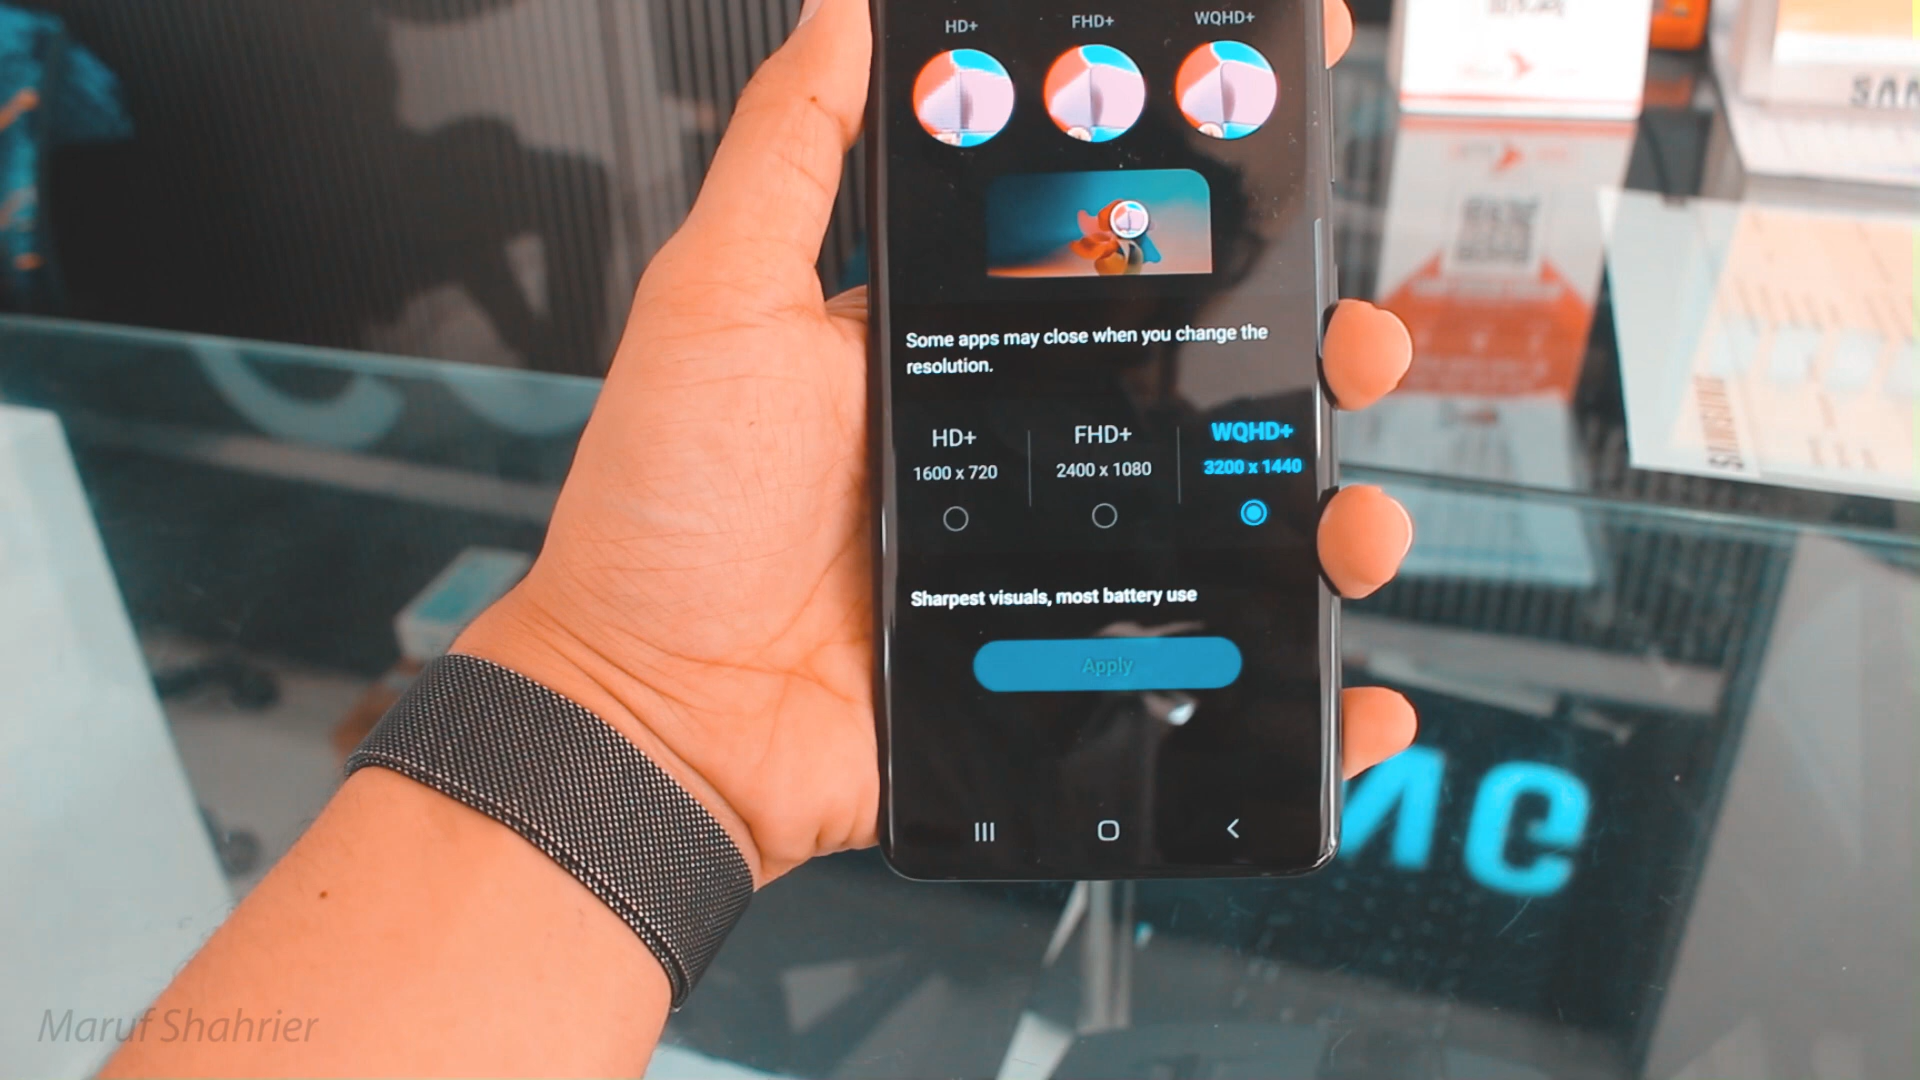 HD+ FHD+ WQHD+
Some apps may close when you change the
resolution.
HD+ FHD+ WQHD+
1600 x 720 2400 x 1080 3200 x 1440
Sharpest visuals, most battery use
Apply
SAMSUNG
Maruf Shahrier